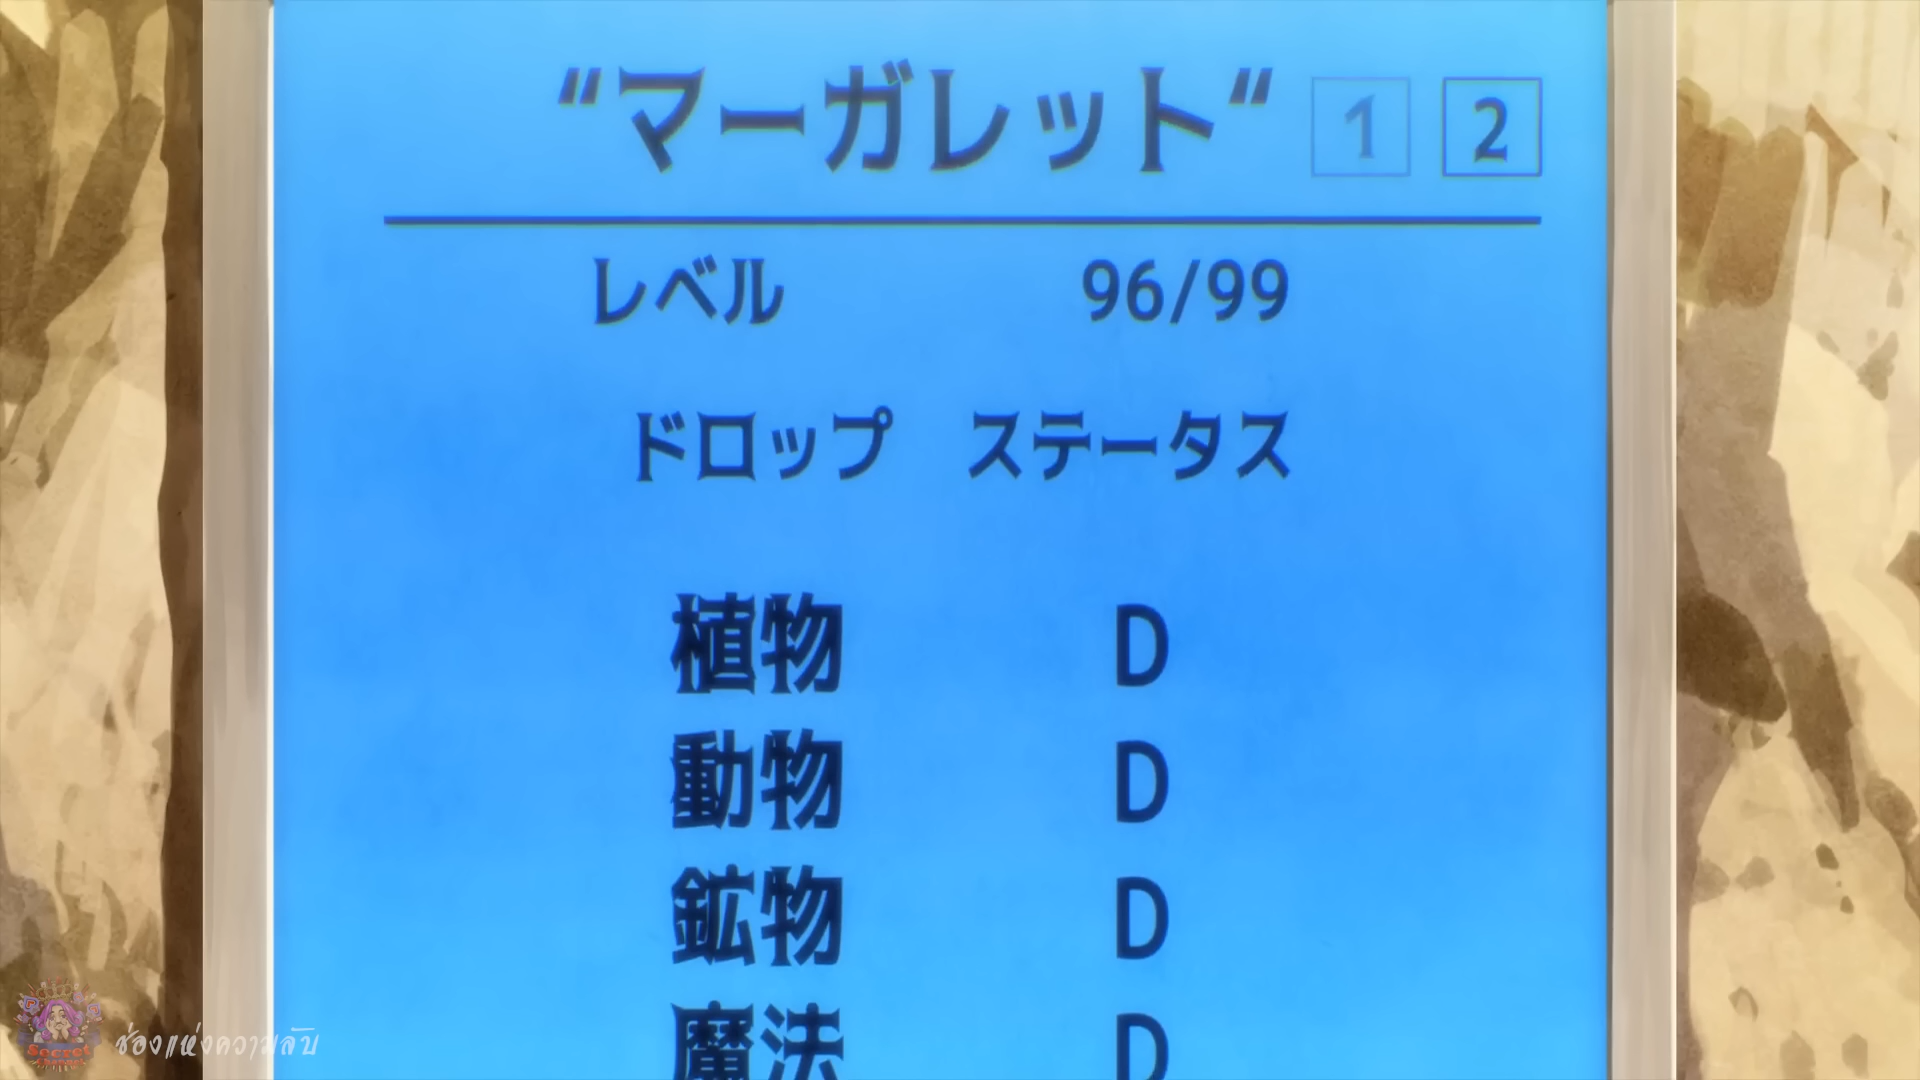 “マーガレット“ 1 2
レベル 96/99
ドロップ ステータス
植物 D
動物 D
鉱物 D
魔法 D
Secret
Channel
ช่องแห่งความลับ